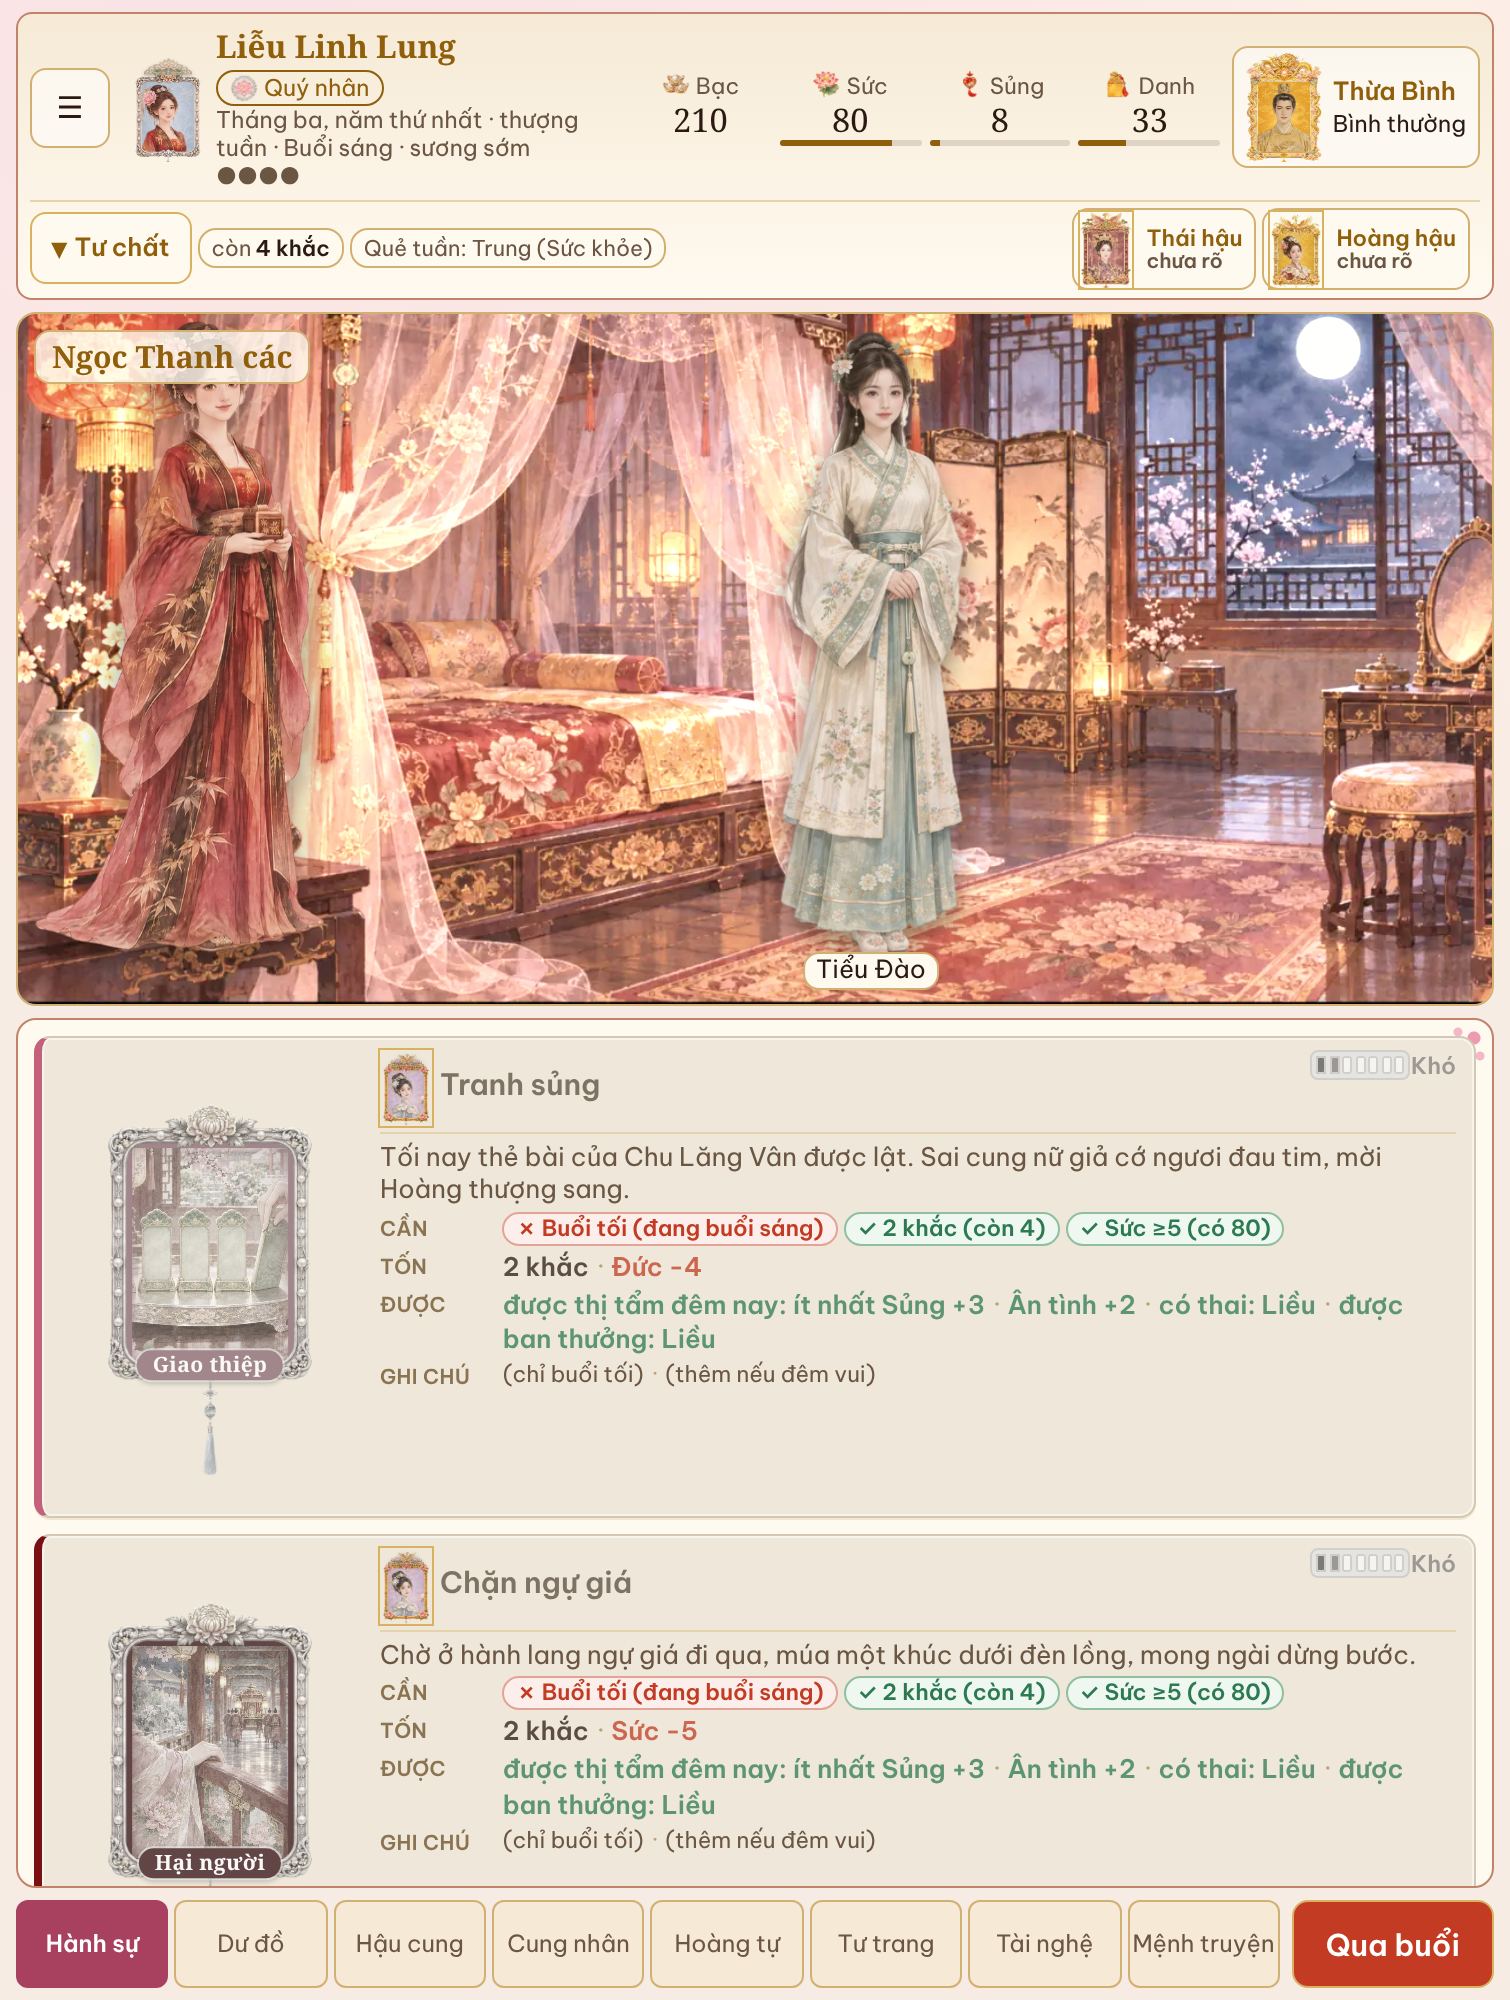 ☰
Liễu Linh Lung
Quý nhân
Tháng ba, năm thứ nhất · thượng
tuần · Buổi sáng · sương sớm
●●●●
Bạc
210
Sức
80
Sủng
8
Danh
33
Thừa Bình
Bình thường
▼ Tư chất
còn 4 khắc
Quẻ tuần: Trung (Sức khỏe)
Thái hậu
chưa rõ
Hoàng hậu
chưa rõ
Ngọc Thanh các
Tiểu Đào
Giao thiệp
Tranh sủng
Khó
Tối nay thẻ bài của Chu Lăng Vân được lật. Sai cung nữ giả cớ ngươi đau tim, mời
Hoàng thượng sang.
CẦN × Buổi tối (đang buổi sáng) ✓ 2 khắc (còn 4) ✓ Sức ≥5 (có 80)
TỐN 2 khắc · Đức -4
ĐƯỢC được thị tẩm đêm nay: ít nhất Sủng +3 · Ân tình +2 · có thai: Liều · được
ban thưởng: Liều
GHI CHÚ (chỉ buổi tối) · (thêm nếu đêm vui)
Hại người
Chặn ngự giá
Khó
Chờ ở hành lang ngự giá đi qua, múa một khúc dưới đèn lồng, mong ngài dừng bước.
CẦN × Buổi tối (đang buổi sáng) ✓ 2 khắc (còn 4) ✓ Sức ≥5 (có 80)
TỐN 2 khắc · Sức -5
ĐƯỢC được thị tẩm đêm nay: ít nhất Sủng +3 · Ân tình +2 · có thai: Liều · được
ban thưởng: Liều
GHI CHÚ (chỉ buổi tối) · (thêm nếu đêm vui)
Hành sự
Dư đồ
Hậu cung
Cung nhân
Hoàng tự
Tư trang
Tài nghệ
Mệnh truyện
Qua buổi